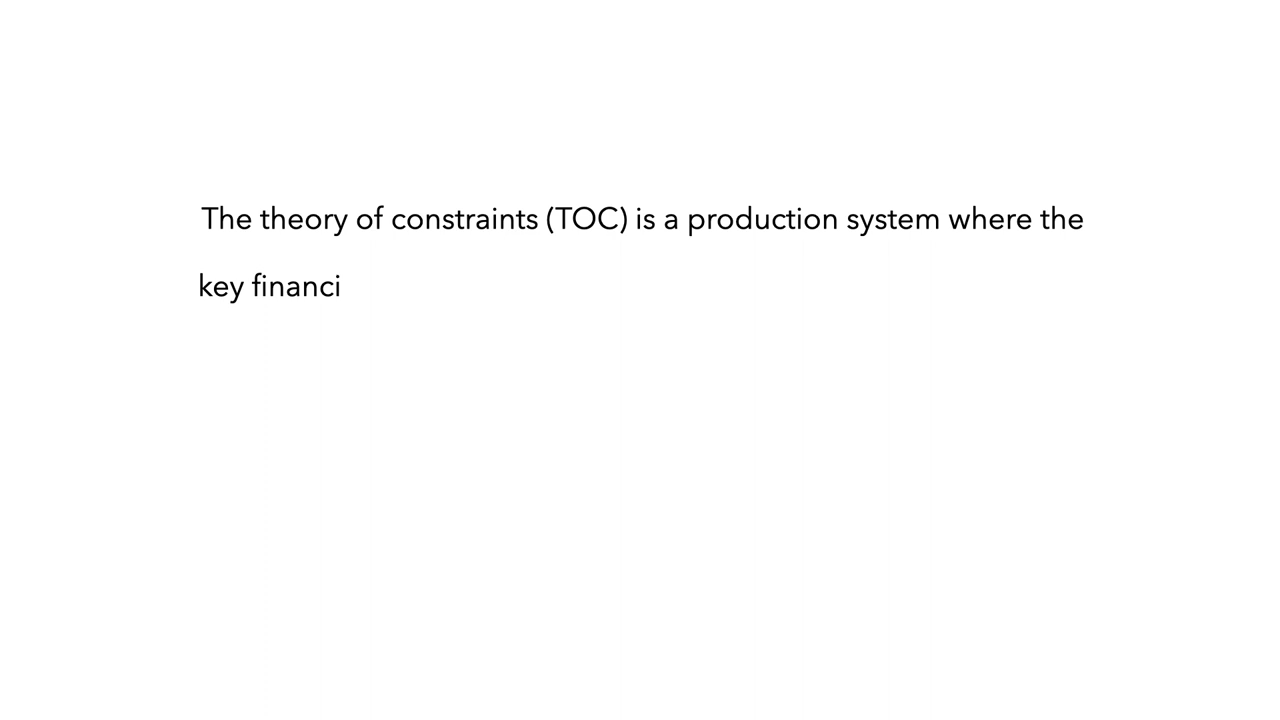 The theory of constraints (TOC) is a production system where the
key financi